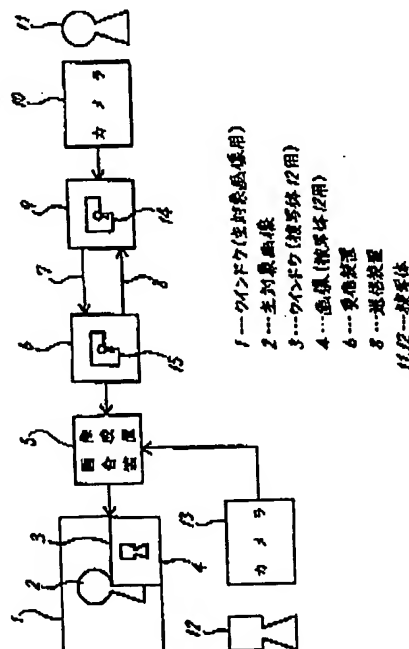 11
10
カメラ
9
14
7
8
6
15
5
画像
合成
装置
3
2
1
4
13
カメラ
12
1…ウインドウ(主対象画像用)
2…主対象画像
3…ウインドウ(被写体12用)
4…画像(被写体12用)
6…受信装置
8…送信装置
11,12…被写体